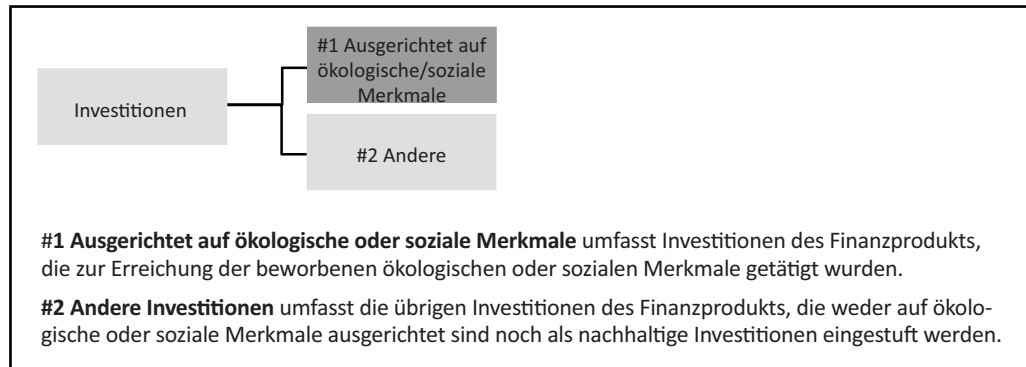 #1 Ausgerichtet auf
ökologische/soziale
Merkmale
Investitionen
#2 Andere
#1 Ausgerichtet auf ökologische oder soziale Merkmale umfasst Investitionen des Finanzprodukts,
die zur Erreichung der beworbenen ökologischen oder sozialen Merkmale getätigt wurden.
#2 Andere Investitionen umfasst die übrigen Investitionen des Finanzprodukts, die weder auf ökolo-
gische oder soziale Merkmale ausgerichtet sind noch als nachhaltige Investitionen eingestuft werden.